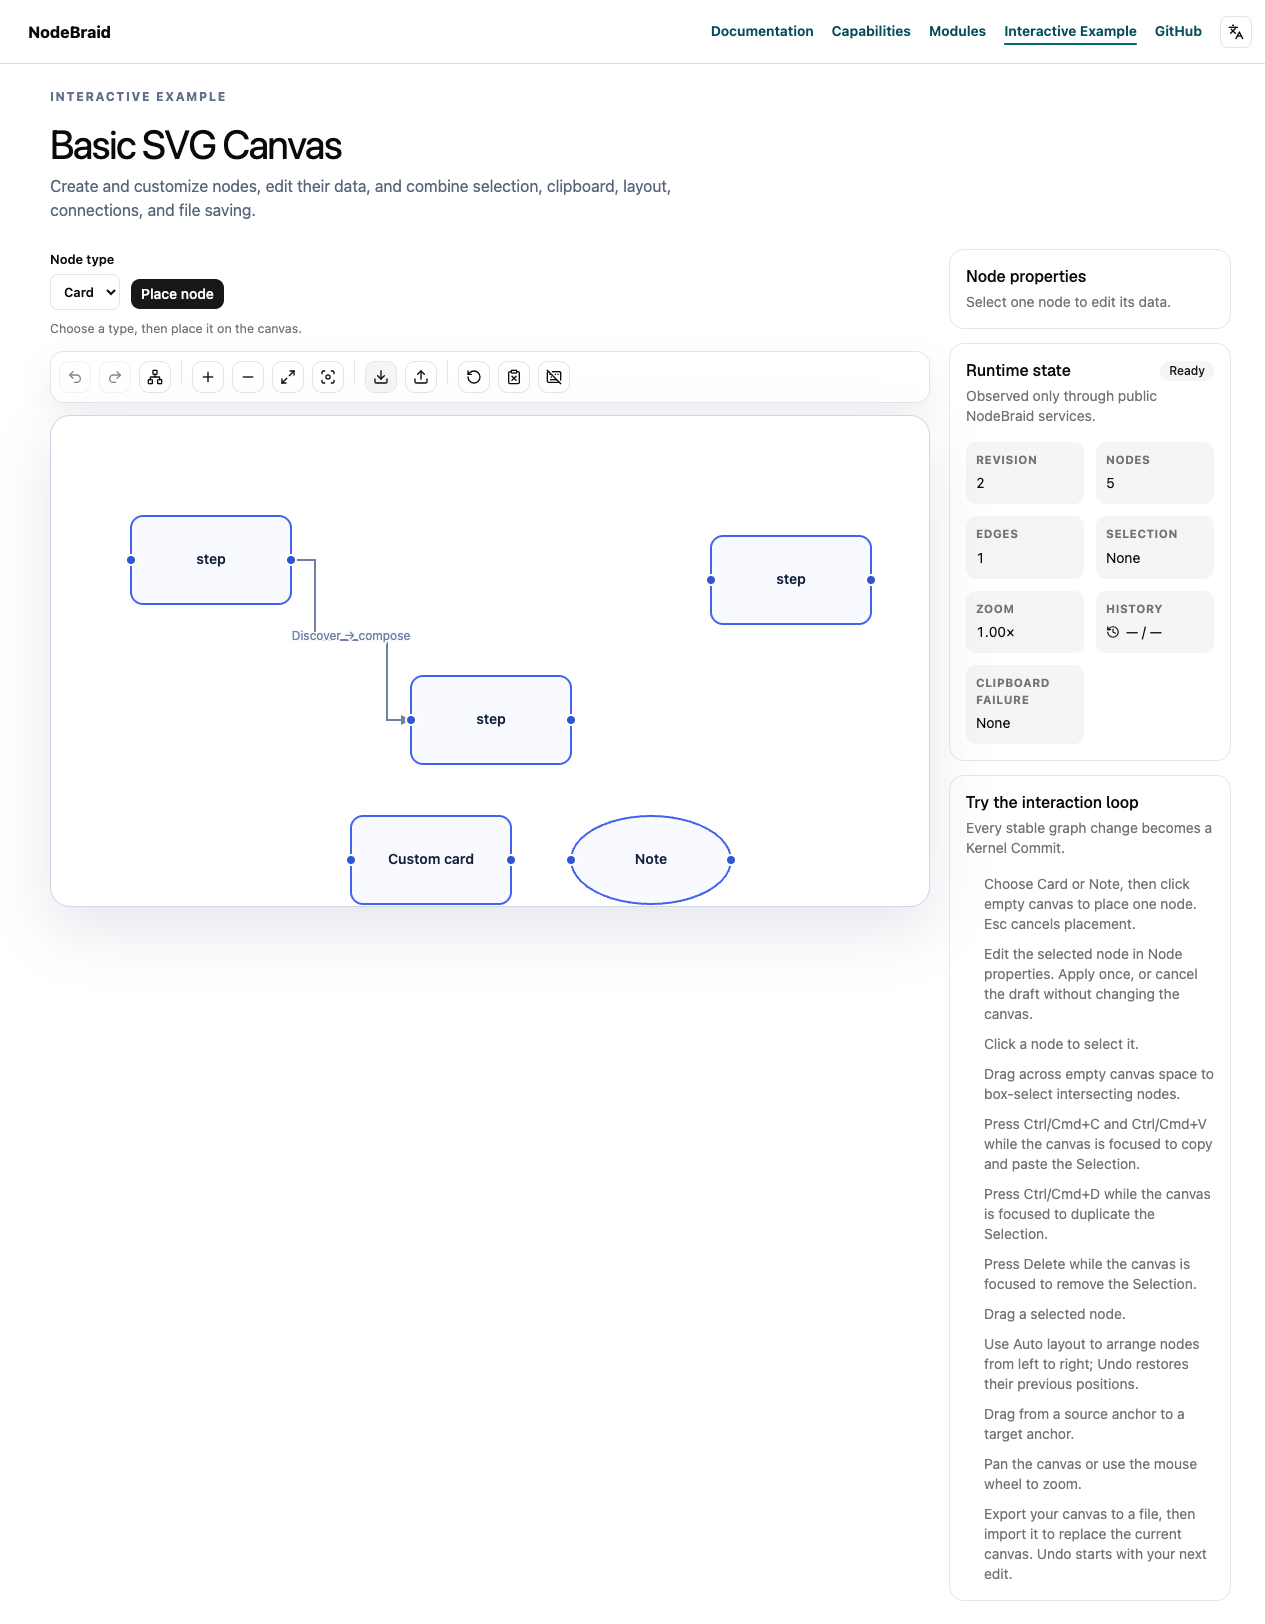 NodeBraid
Documentation
Capabilities
Modules
Interactive Example
GitHub
INTERACTIVE EXAMPLE
Basic SVG Canvas
Create and customize nodes, edit their data, and combine selection, clipboard, layout,
connections, and file saving.
Node type
Card
Place node
Choose a type, then place it on the canvas.
step
step
Discover → compose
step
Custom card
Note
Node properties
Select one node to edit its data.
Runtime state
Ready
Observed only through public
NodeBraid services.
REVISION
2
NODES
5
EDGES
1
SELECTION
None
ZOOM
1.00×
HISTORY
— / —
CLIPBOARD
FAILURE
None
Try the interaction loop
Every stable graph change becomes a
Kernel Commit.
Choose Card or Note, then click
empty canvas to place one node.
Esc cancels placement.
Edit the selected node in Node
properties. Apply once, or cancel
the draft without changing the
canvas.
Click a node to select it.
Drag across empty canvas space to
box-select intersecting nodes.
Press Ctrl/Cmd+C and Ctrl/Cmd+V
while the canvas is focused to copy
and paste the Selection.
Press Ctrl/Cmd+D while the canvas
is focused to duplicate the
Selection.
Press Delete while the canvas is
focused to remove the Selection.
Drag a selected node.
Use Auto layout to arrange nodes
from left to right; Undo restores
their previous positions.
Drag from a source anchor to a
target anchor.
Pan the canvas or use the mouse
wheel to zoom.
Export your canvas to a file, then
import it to replace the current
canvas. Undo starts with your next
edit.